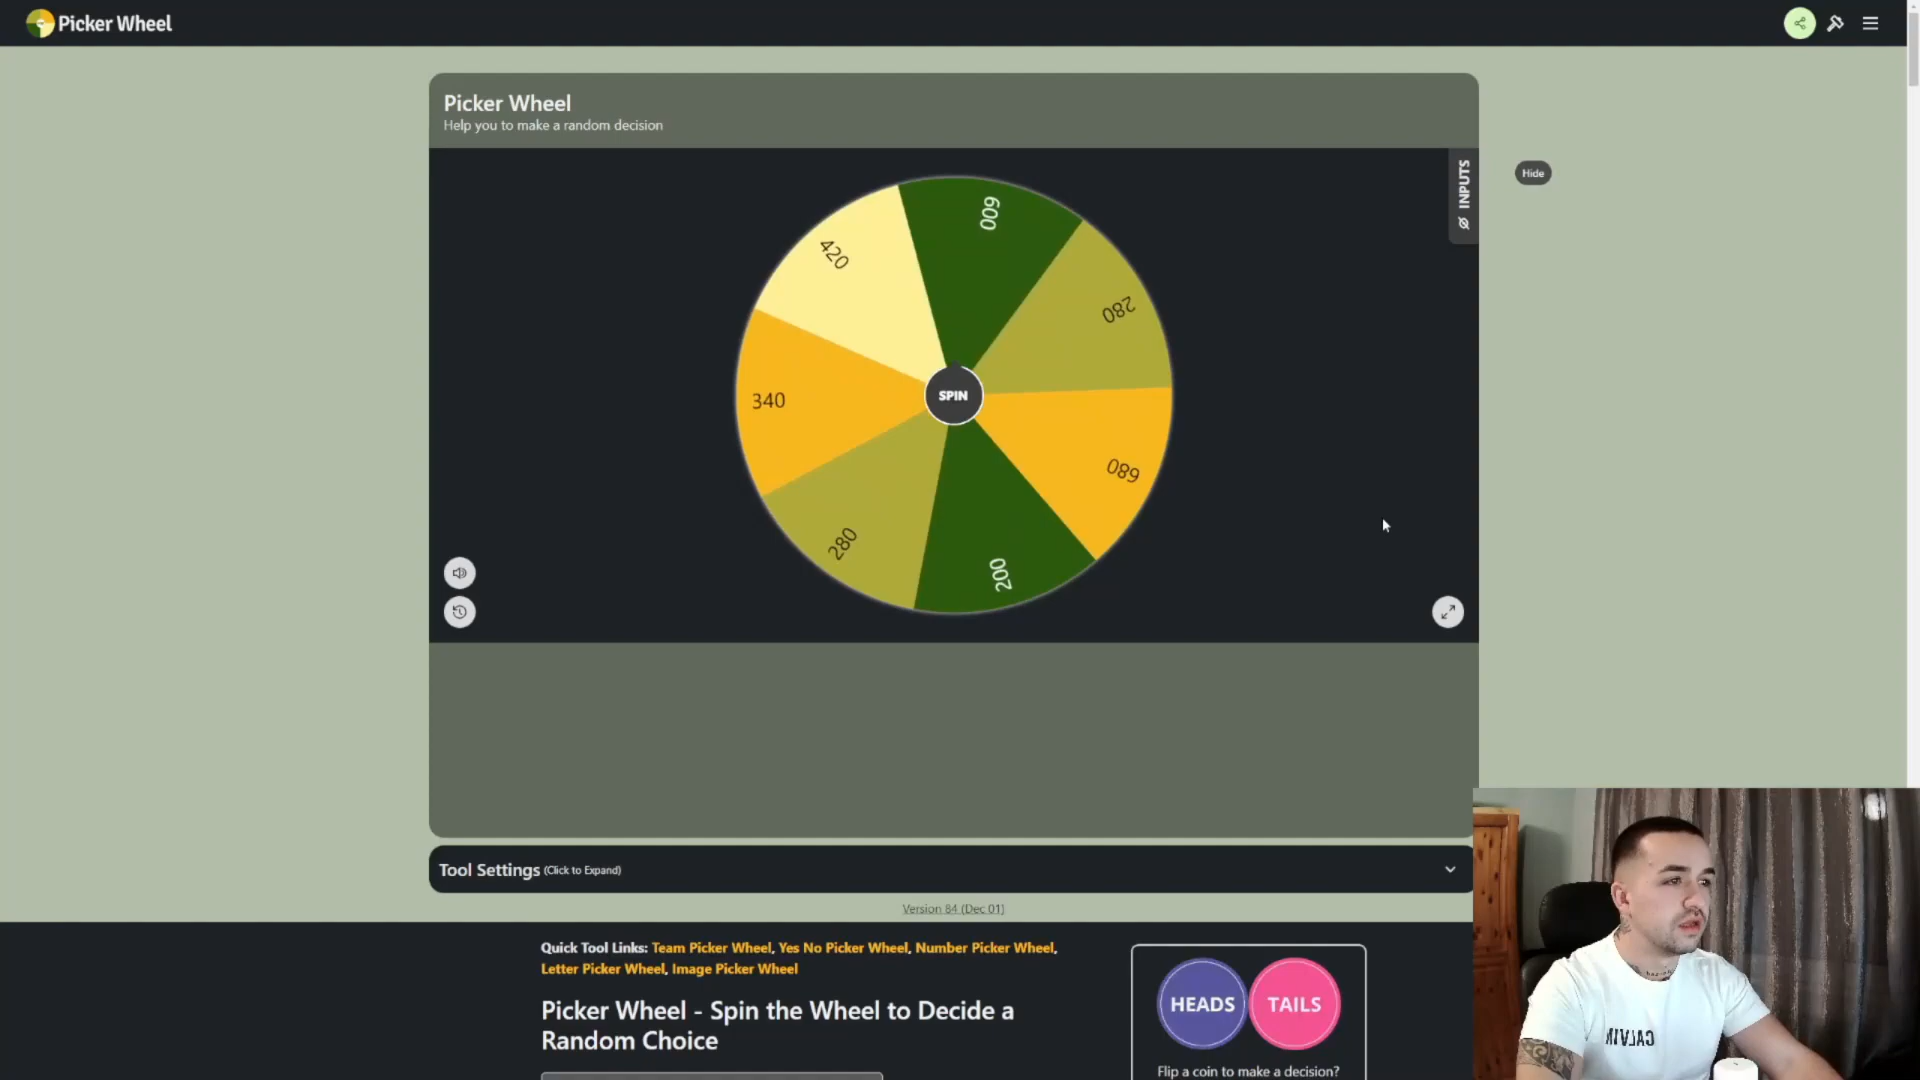 Picker Wheel
Picker Wheel
Help you to make a random decision
INPUTS
Hide
600
420
280
340
SPIN
680
280
200
Tool Settings (Click to Expand)
Version 84 (Dec 01)
Quick Tool Links: Team Picker Wheel, Yes No Picker Wheel, Number Picker Wheel,
Letter Picker Wheel, Image Picker Wheel
Picker Wheel - Spin the Wheel to Decide a
Random Choice
HEADS
TAILS
Flip a coin to make a decision?
CALVIN